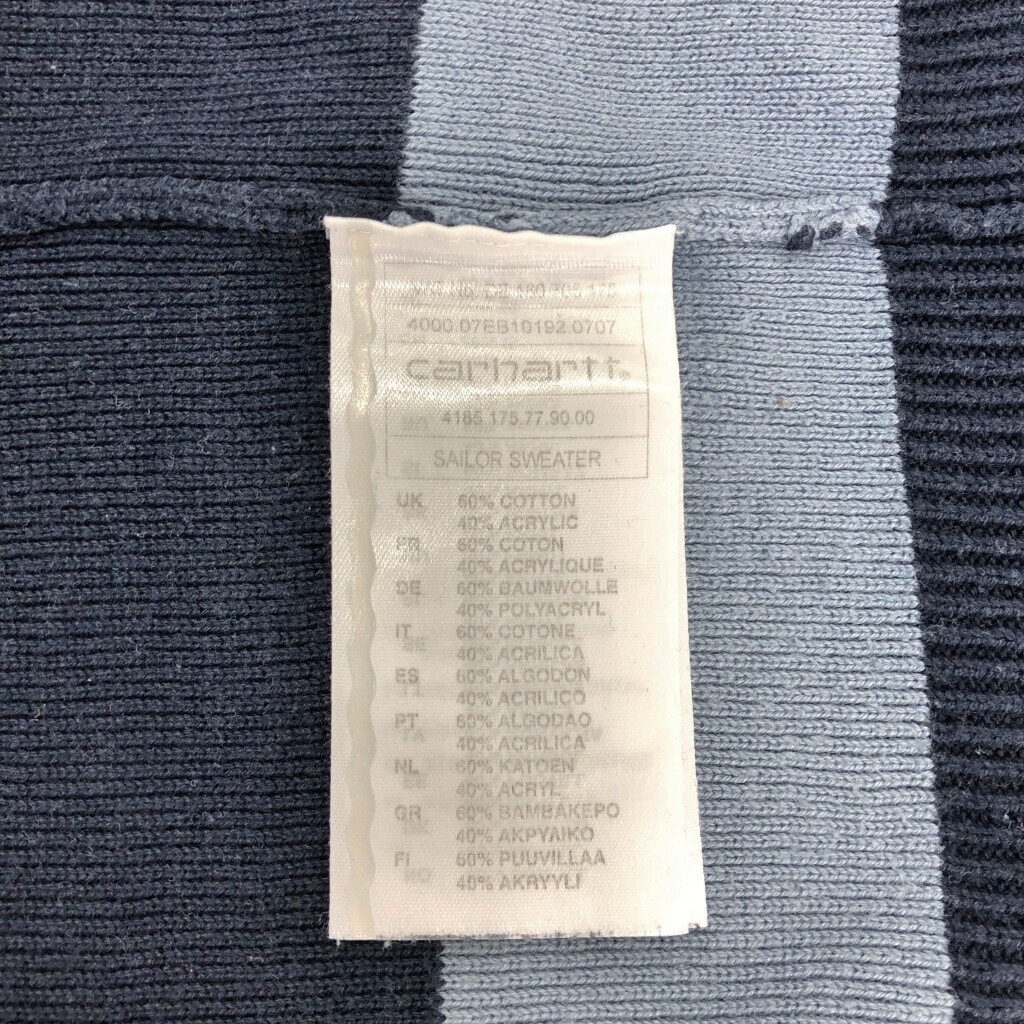 4000.07EB10192.0707
carhartt®
4185 175.77.90.00
SAILOR SWEATER
UK 60% COTTON
40% ACRYLIC
FR 60% COTON
40% ACRYLIQUE
DE 60% BAUMWOLLE
40% POLYACRYL
IT 60% COTONE
40% ACRILICA
ES 60% ALGODON
40% ACRILICO
PT 60% ALGODAO
40% ACRILICA
NL 60% KATOEN
40% ACRYL
GR 60% BAMBAKEPO
40% AKPYAIKO
FI 60% PUUVILLAA
40% AKRYYLI